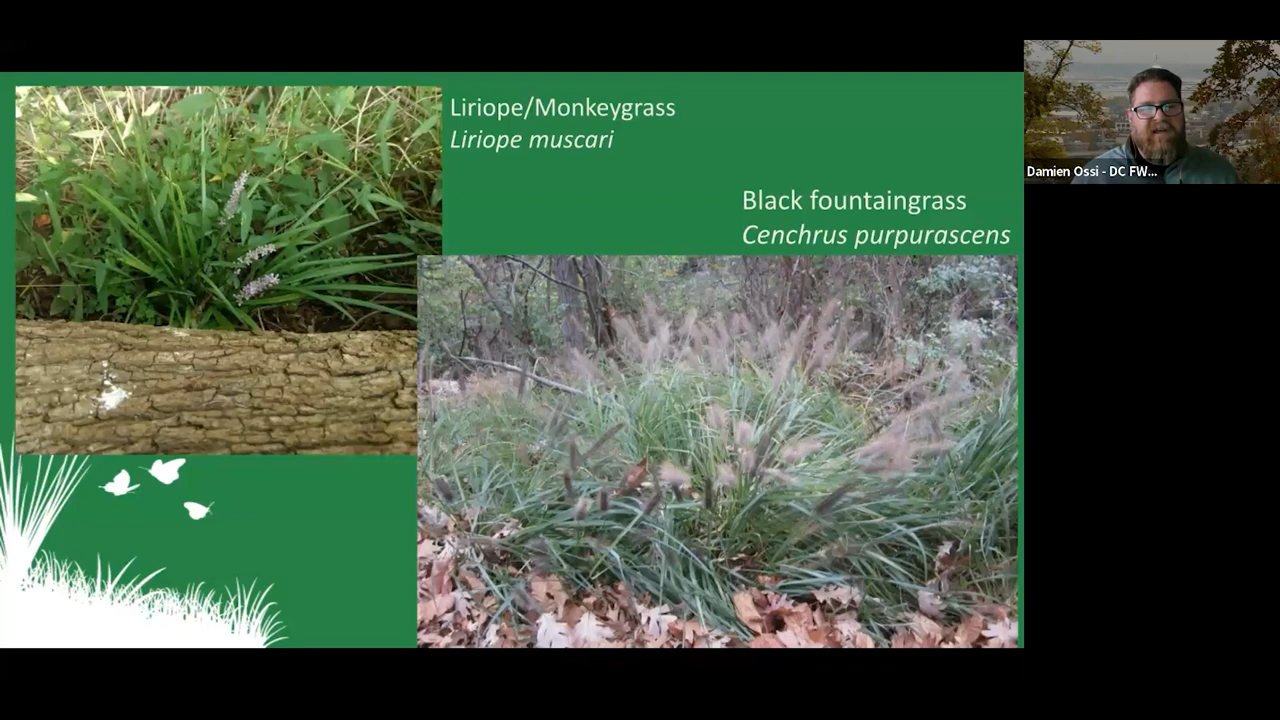 Liriope/Monkeygrass
Liriope muscari
Black fountaingrass
Cenchrus purpurascens
Damien Ossi - DC FW...